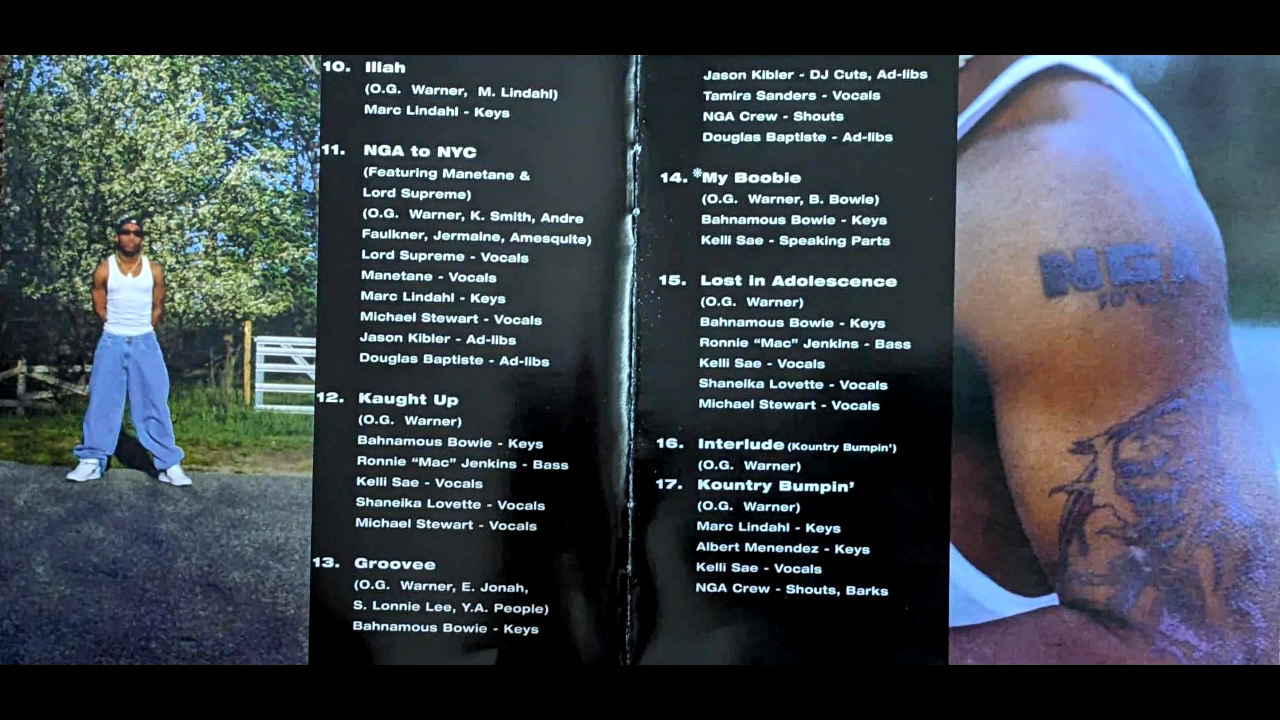 10. Illah
(O.G. Warner, M. Lindahl)
Marc Lindahl - Keys
11. NGA to NYC
(Featuring Manetane &
Lord Supreme)
(O.G. Warner, K. Smith, Andre
Faulkner, Jermaine, Amesquite)
Lord Supreme - Vocals
Manetane - Vocals
Marc Lindahl - Keys
Michael Stewart - Vocals
Jason Kibler - Ad-libs
Douglas Baptiste - Ad-libs
12. Kaught Up
(O.G. Warner)
Bahnamous Bowie - Keys
Ronnie “Mac” Jenkins - Bass
Kelli Sae - Vocals
Shaneika Lovette - Vocals
Michael Stewart - Vocals
13. Groovee
(O.G. Warner, E. Jonah,
S. Lonnie Lee, Y.A. People)
Bahnamous Bowie - Keys
Jason Kibler - DJ Cuts, Ad-libs
Tamira Sanders - Vocals
NGA Crew - Shouts
Douglas Baptiste - Ad-libs
14. *My Boobie
(O.G. Warner, B. Bowie)
Bahnamous Bowie - Keys
Kelli Sae - Speaking Parts
15. Lost in Adolescence
(O.G. Warner)
Bahnamous Bowie - Keys
Ronnie “Mac” Jenkins - Bass
Kelli Sae - Vocals
Shaneika Lovette - Vocals
Michael Stewart - Vocals
16. Interlude (Kountry Bumpin’)
(O.G. Warner)
17. Kountry Bumpin’
(O.G. Warner)
Marc Lindahl - Keys
Albert Menendez - Keys
Kelli Sae - Vocals
NGA Crew - Shouts, Barks
NGA